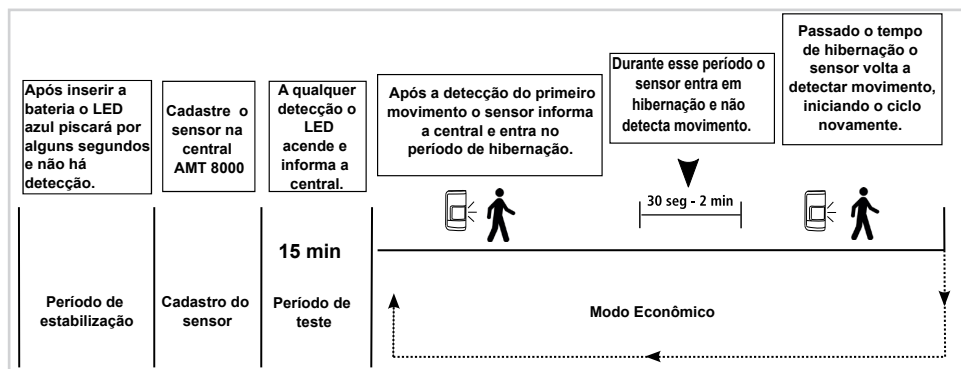 Após inserir a
bateria o LED
azul piscará por
alguns segundos
e não há
detecção.
Cadastre o
sensor na
central
AMT 8000
A qualquer
detecção o
LED
acende e
informa a
central.
Após a detecção do primeiro
movimento o sensor informa
a central e entra no
período de hibernação.
Durante esse período o
sensor entra em
hibernação e não
detecta movimento.
Passado o tempo
de hibernação o
sensor volta a
detectar movimento,
iniciando o ciclo
novamente.
30 seg - 2 min
15 min
Período de
estabilização
Cadastro do
sensor
Período de
teste
Modo Econômico